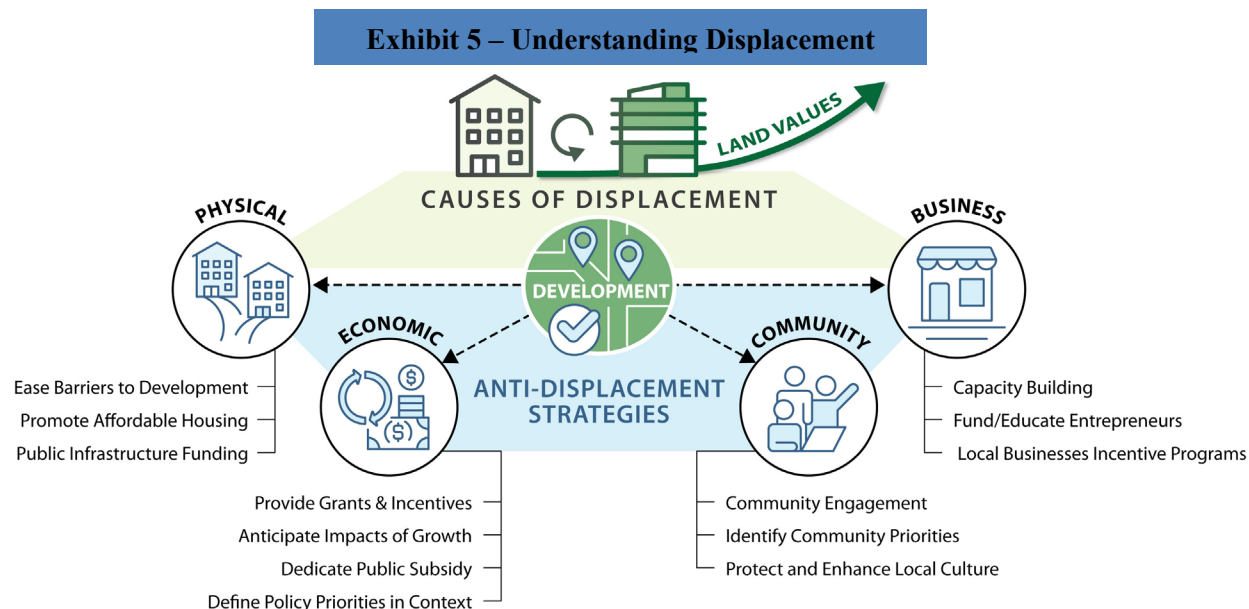 Exhibit 5 – Understanding Displacement
LAND VALUES
CAUSES OF DISPLACEMENT
PHYSICAL
BUSINESS
DEVELOPMENT
ECONOMIC
COMMUNITY
ANTI-DISPLACEMENT
STRATEGIES
$
($)
Ease Barriers to Development
Promote Affordable Housing
Public Infrastructure Funding
Capacity Building
Fund/Educate Entrepreneurs
Local Businesses Incentive Programs
Provide Grants & Incentives
Anticipate Impacts of Growth
Dedicate Public Subsidy
Define Policy Priorities in Context
Community Engagement
Identify Community Priorities
Protect and Enhance Local Culture